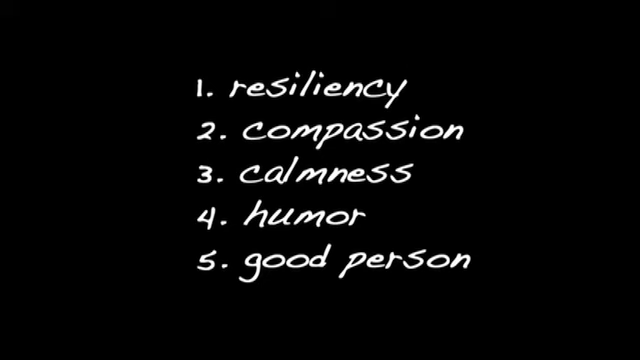 1. resiliency
2. compassion
3. calmness
4. humor
5. good person